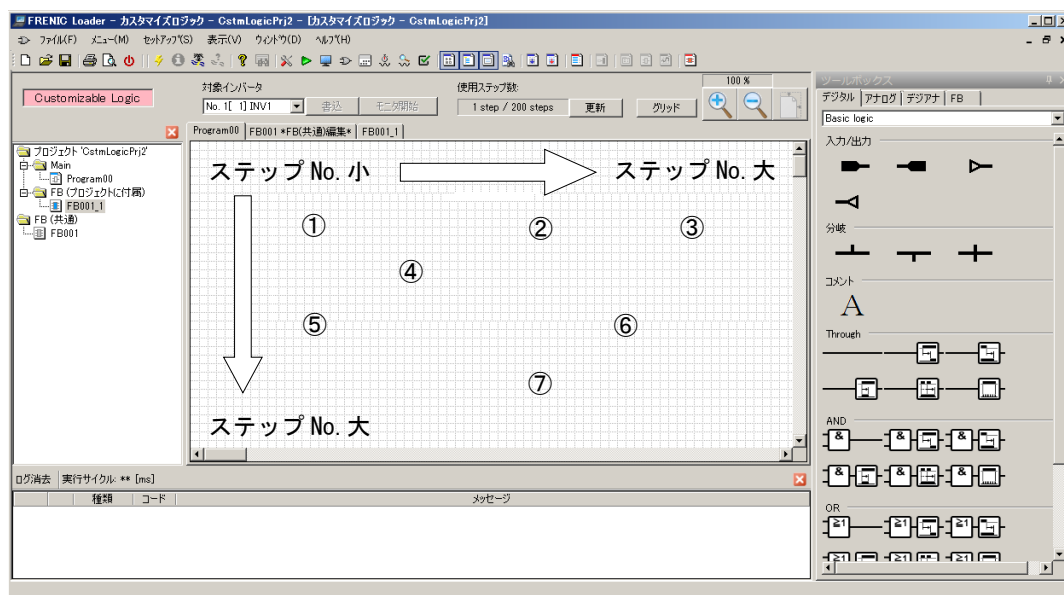 FRENIC Loader - カスタマイズロジック - CstmLogicPrj2 - [カスタマイズロジック - CstmLogicPrj2]
ファイル(F) メニュー(M) セットアップ(S) 表示(V) ウィンドウ(D) ヘルプ(H)
Customizable Logic
対象インバータ
No. 1[ 1] INV1
書込
モニタ開始
使用ステップ数:
1 step / 200 steps
更新
グリッド
100 %
Program00 FB001 *FB(共通)編集* FB001_1
プロジェクト 'CstmLogicPrj2'
Main
Program00
FB (プロジェクトに付属)
FB001_1
FB (共通)
FB001
ステップ No. 小
ステップ No. 大
① ② ③
④
⑤ ⑥
⑦
ステップ No. 大
ツールボックス
デジタル アナログ デジアナ FB
Basic logic
入力/出力
分岐
コメント
A
Through
AND
& & &
& & &
OR
≥1 ≥1 ≥1
≥1 ≥1 ≥1
ログ消去 実行サイクル: ** [ms]
種類 コード メッセージ